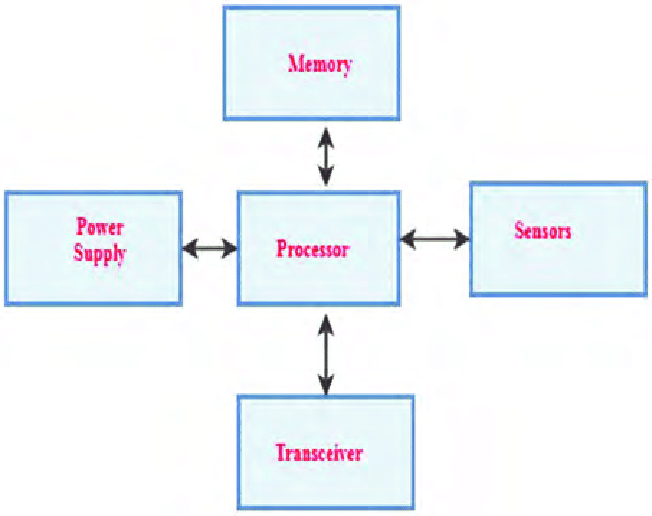 Memory
Power
Supply
Processor
Sensors
Transceiver